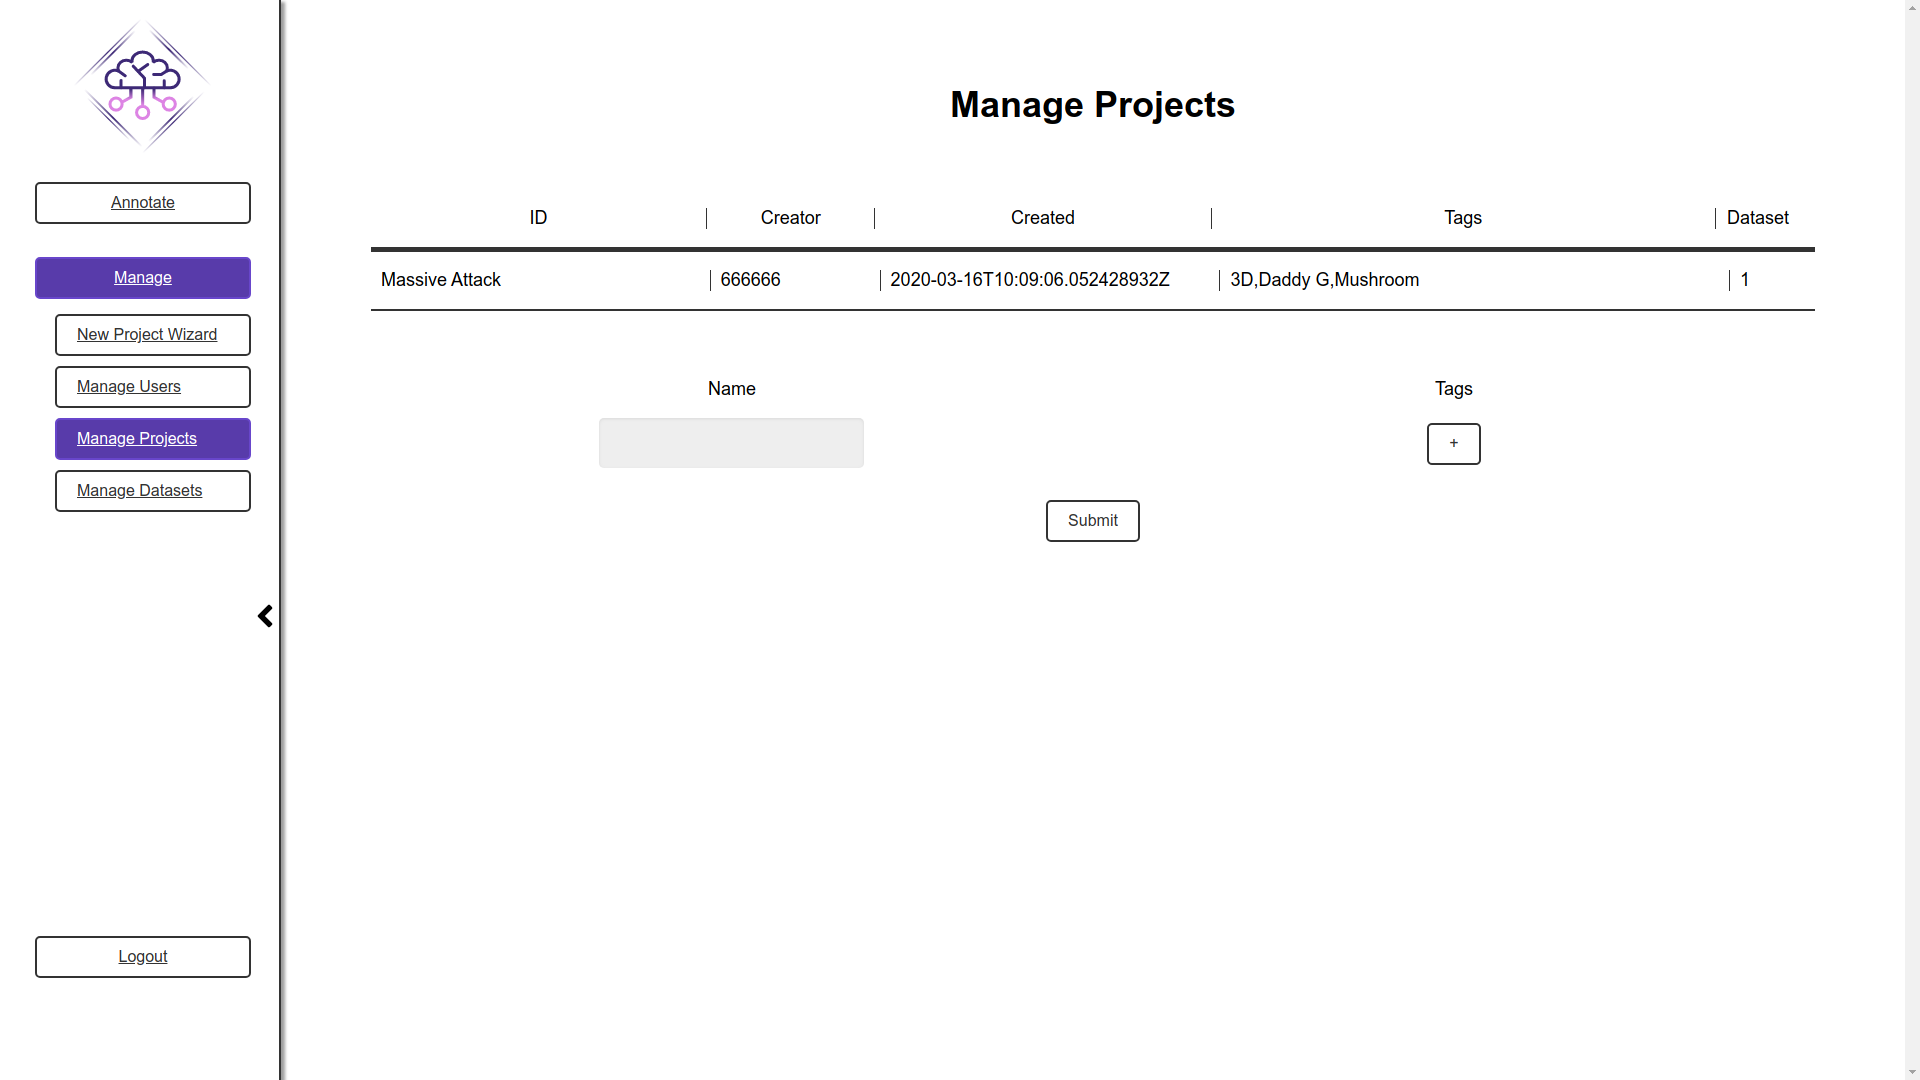 Manage Projects
Annotate
Manage
New Project Wizard
Manage Users
Manage Projects
Manage Datasets
Logout
ID Creator Created Tags Dataset
Massive Attack 666666 2020-03-16T10:09:06.052428932Z 3D,Daddy G,Mushroom 1
Name Tags
+
Submit